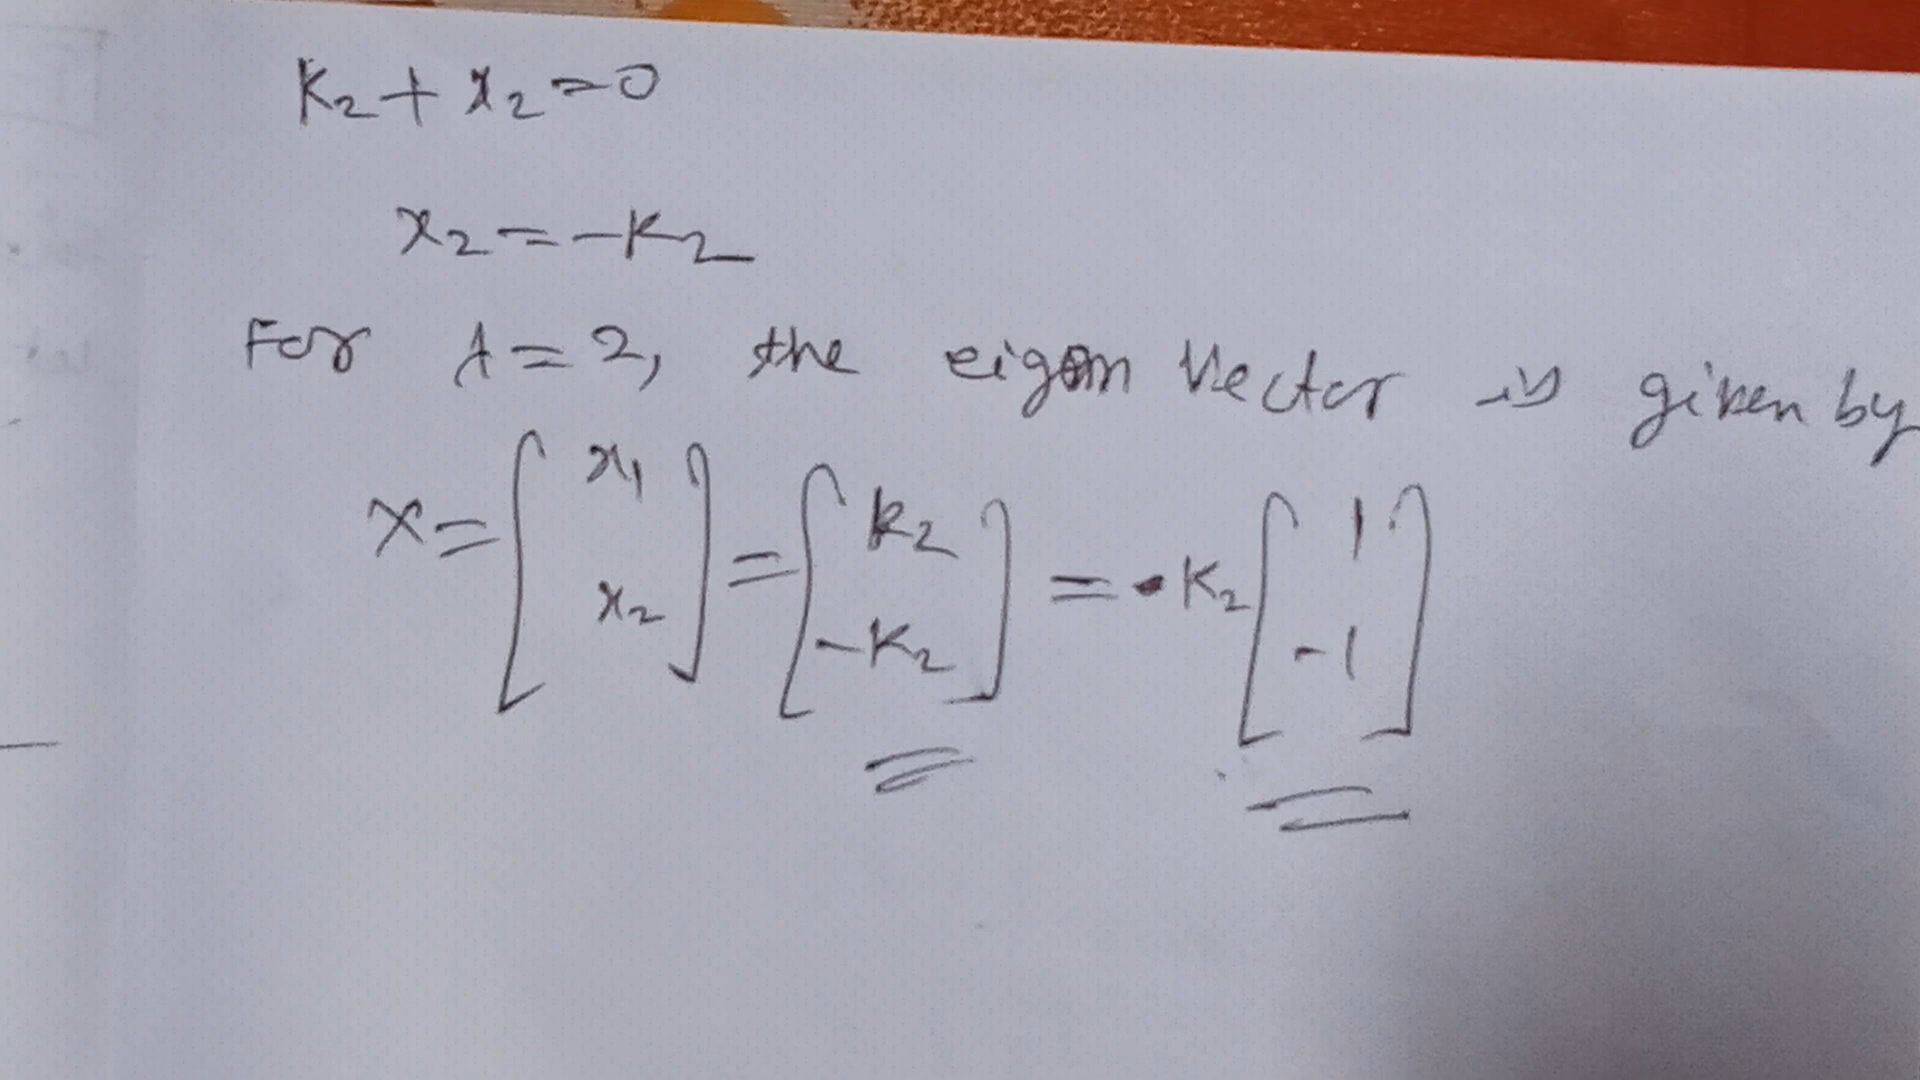 K₂ + x₂ = 0
x₂ = -K₂
For λ = 2, the eigen Vector is given by
X = [x₁ x₂] = [k₂ -K₂] = K₂ [1 -1]